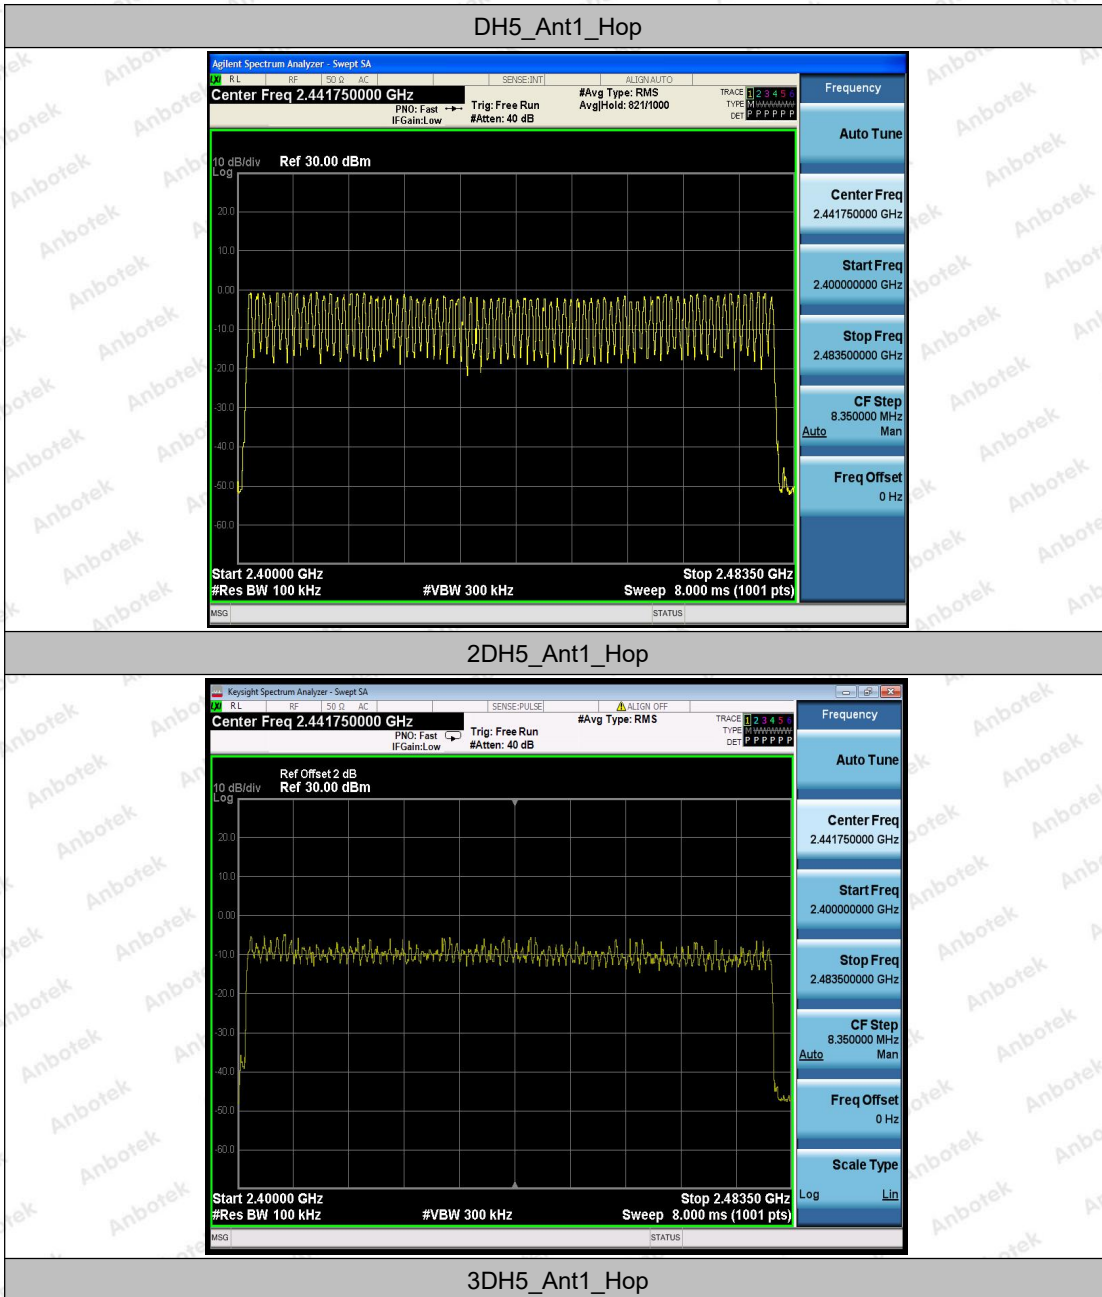 DH5_Ant1_Hop
Agilent Spectrum Analyzer - Swept SA
LXI RL RF 50 Ω AC SENSE:INT ALIGNAUTO
Center Freq 2.441750000 GHz
PNO: Fast
IFGain:Low
Trig: Free Run
#Atten: 40 dB
#Avg Type: RMS
Avg|Hold: 821/1000
TRACE 1 2 3 4 5 6
TYPE M WWWWW
DET P P P P P P
10 dB/div
Log
Ref 30.00 dBm
20.0
10.0
0.00
-10.0
-20.0
-30.0
-40.0
-50.0
-60.0
Start 2.40000 GHz
Stop 2.48350 GHz
#Res BW 100 kHz
#VBW 300 kHz
Sweep 8.000 ms (1001 pts)
MSG
STATUS
Frequency
Auto Tune
Center Freq
2.441750000 GHz
Start Freq
2.400000000 GHz
Stop Freq
2.483500000 GHz
CF Step
8.350000 MHz
Auto Man
Freq Offset
0 Hz
2DH5_Ant1_Hop
Keysight Spectrum Analyzer - Swept SA
LXI RL RF 50 Ω AC SENSE:PULSE ALIGN OFF
Center Freq 2.441750000 GHz
PNO: Fast
IFGain:Low
Trig: Free Run
#Atten: 40 dB
#Avg Type: RMS
TRACE 1 2 3 4 5 6
TYPE M WWWWW
DET P P P P P P
10 dB/div
Log
Ref Offset 2 dB
Ref 30.00 dBm
20.0
10.0
0.00
-10.0
-20.0
-30.0
-40.0
-50.0
-60.0
Start 2.40000 GHz
Stop 2.48350 GHz
#Res BW 100 kHz
#VBW 300 kHz
Sweep 8.000 ms (1001 pts)
MSG
STATUS
Frequency
Auto Tune
Center Freq
2.441750000 GHz
Start Freq
2.400000000 GHz
Stop Freq
2.483500000 GHz
CF Step
8.350000 MHz
Auto Man
Freq Offset
0 Hz
Scale Type
Log Lin
3DH5_Ant1_Hop
Anbotek